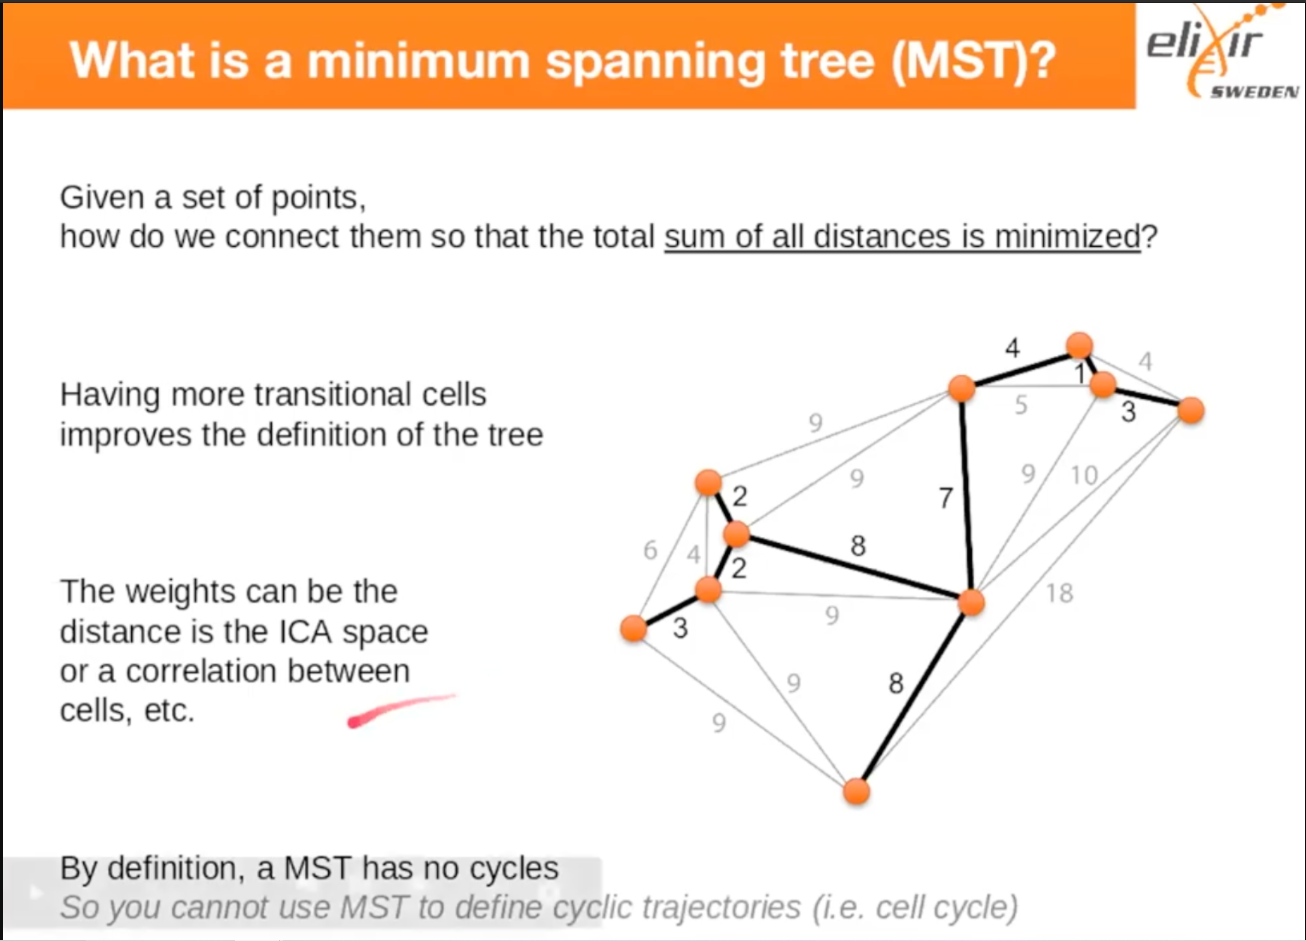 What is a minimum spanning tree (MST)?
elixir
SWEDEN
Given a set of points,
how do we connect them so that the total sum of all distances is minimized?
Having more transitional cells
improves the definition of the tree
The weights can be the
distance is the ICA space
or a correlation between
cells, etc.
4
4
1
5
3
9
9
9
10
2
7
6
4
8
2
18
9
3
9
8
9
By definition, a MST has no cycles
So you cannot use MST to define cyclic trajectories (i.e. cell cycle)